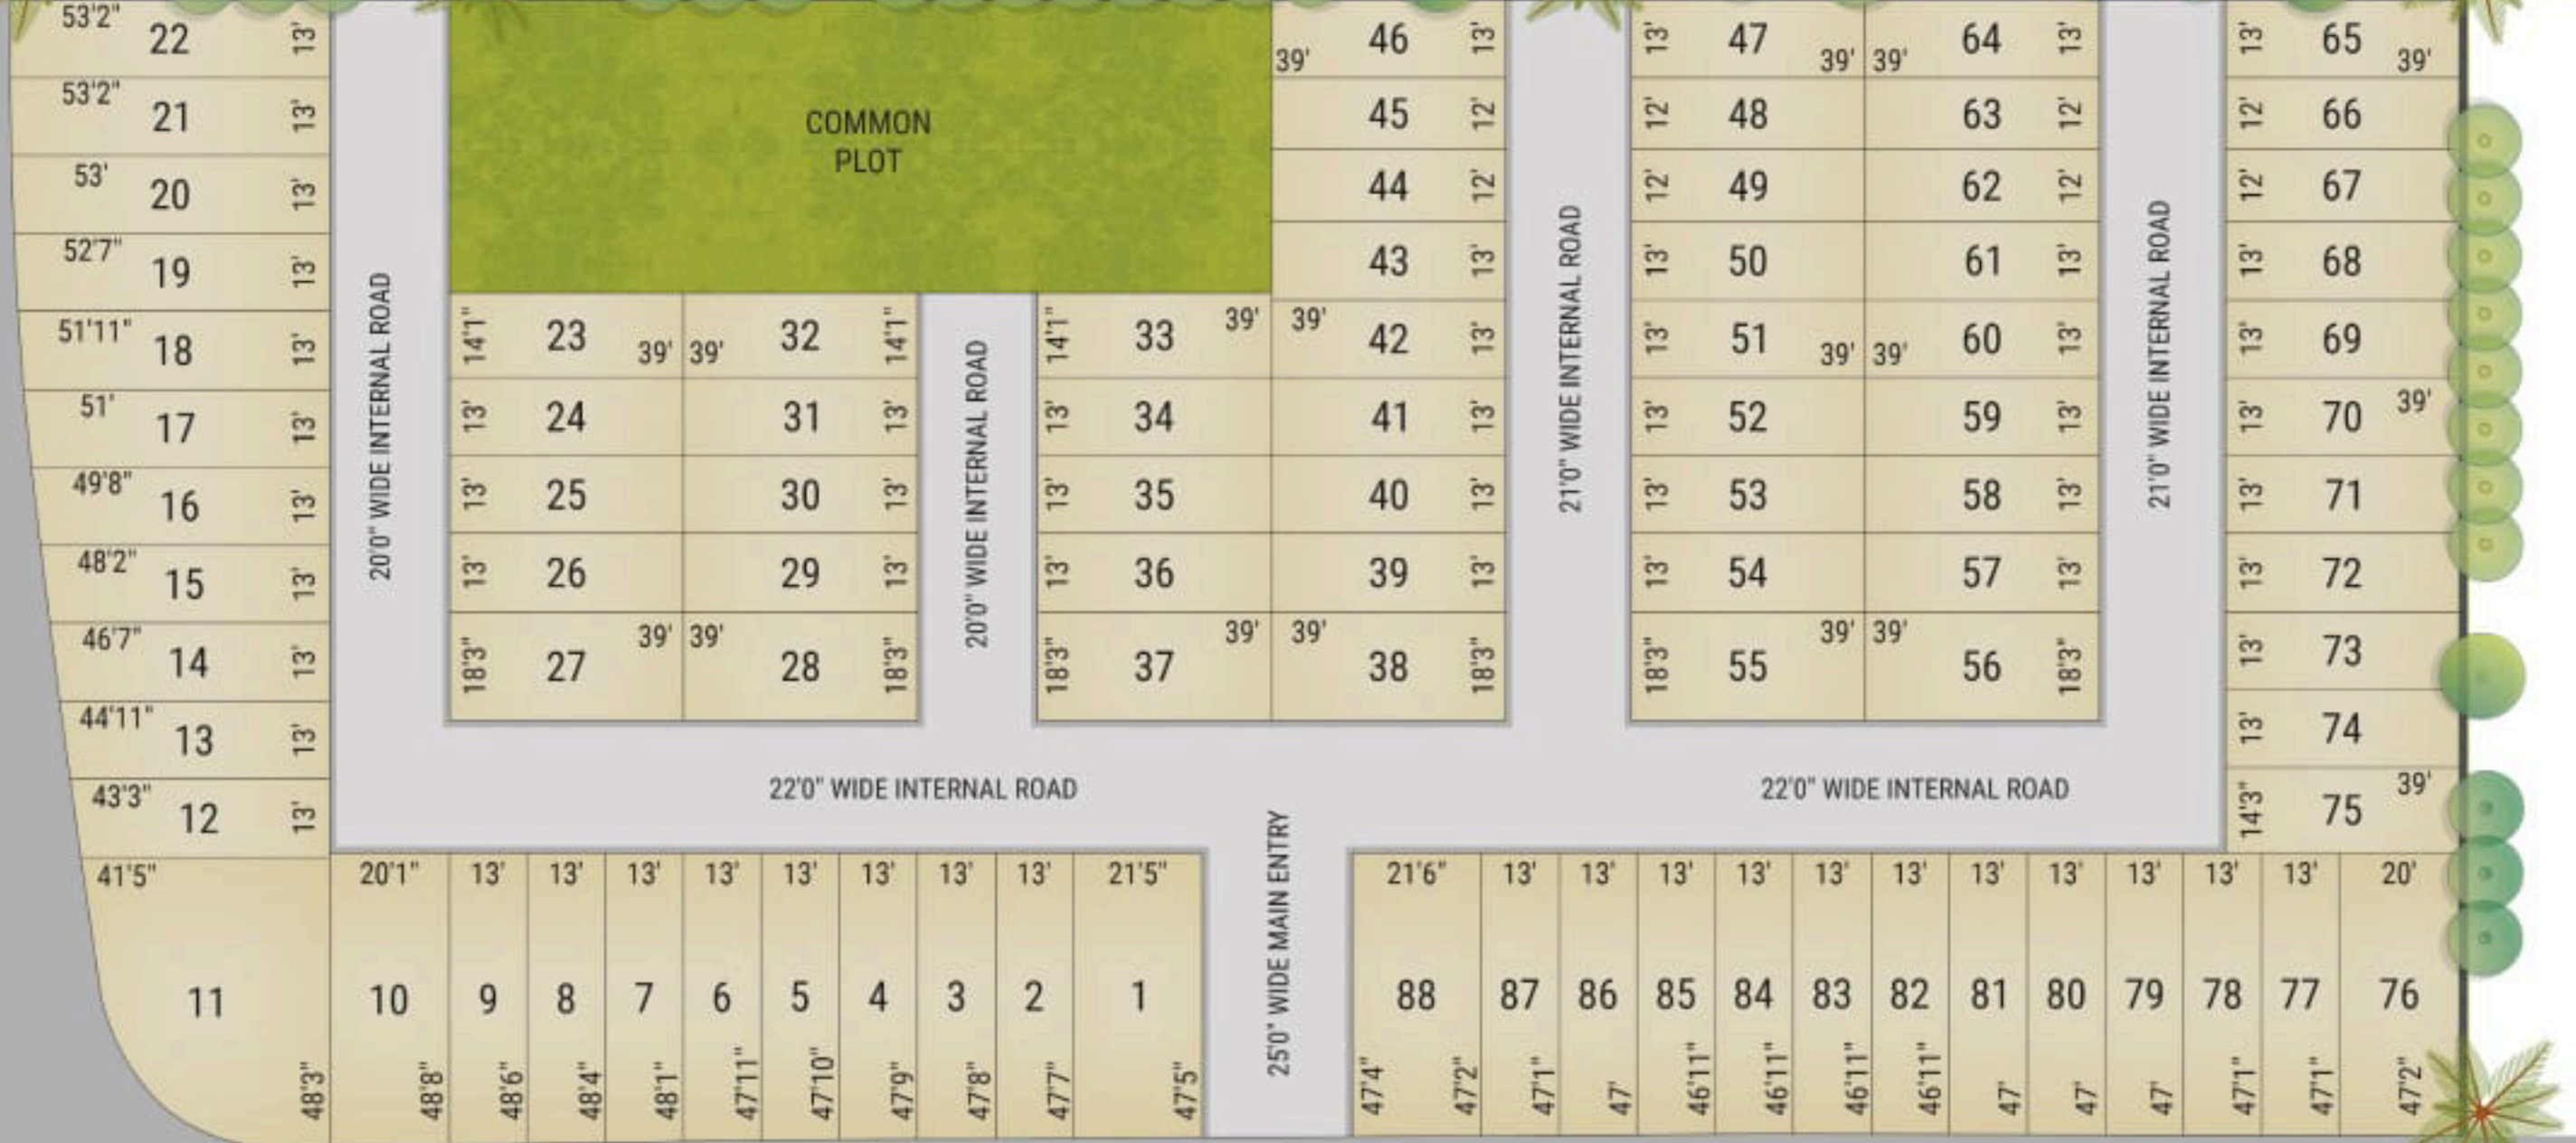 53'2" 22 13'
53'2" 21 13'
53' 20 13'
52'7" 19 13'
51'11" 18 13'
51' 17 13'
49'8" 16 13'
48'2" 15 13'
46'7" 14 13'
44'11" 13 13'
43'3" 12 13'
41'5"
11
48'3"
20'0" WIDE INTERNAL ROAD
COMMON
PLOT
14'1" 23 39' 39' 32 14'1"
13' 24 31 13'
13' 25 30 13'
13' 26 29 13'
18'3" 27 39' 39' 28 18'3"
20'0" WIDE INTERNAL ROAD
39' 46 13'
45 12'
44 12'
43 13'
14'1" 33 39' 39' 42 13'
13' 34 41 13'
13' 35 40 13'
13' 36 39 13'
18'3" 37 39' 39' 38 18'3"
21'0" WIDE INTERNAL ROAD
13' 47 39' 39' 64 13'
12' 48 63 12'
12' 49 62 12'
13' 50 61 13'
13' 51 39' 39' 60 13'
13' 52 59 13'
13' 53 58 13'
13' 54 57 13'
18'3" 55 39' 39' 56 18'3"
21'0" WIDE INTERNAL ROAD
13' 65 39'
12' 66
12' 67
13' 68
13' 69
13' 70 39'
13' 71
13' 72
13' 73
13' 74
14'3" 75 39'
22'0" WIDE INTERNAL ROAD
22'0" WIDE INTERNAL ROAD
25'0" WIDE MAIN ENTRY
20'1" 13' 13' 13' 13' 13' 13' 13' 13' 21'5"
10 9 8 7 6 5 4 3 2 1
48'8" 48'6" 48'4" 48'1" 47'11" 47'10" 47'9" 47'8" 47'7" 47'5"
21'6" 13' 13' 13' 13' 13' 13' 13' 13' 13' 13' 13' 20'
88 87 86 85 84 83 82 81 80 79 78 77 76
47'4" 47'2" 47'1" 47' 46'11" 46'11" 46'11" 46'11" 47' 47' 47' 47'1" 47'1" 47'2"